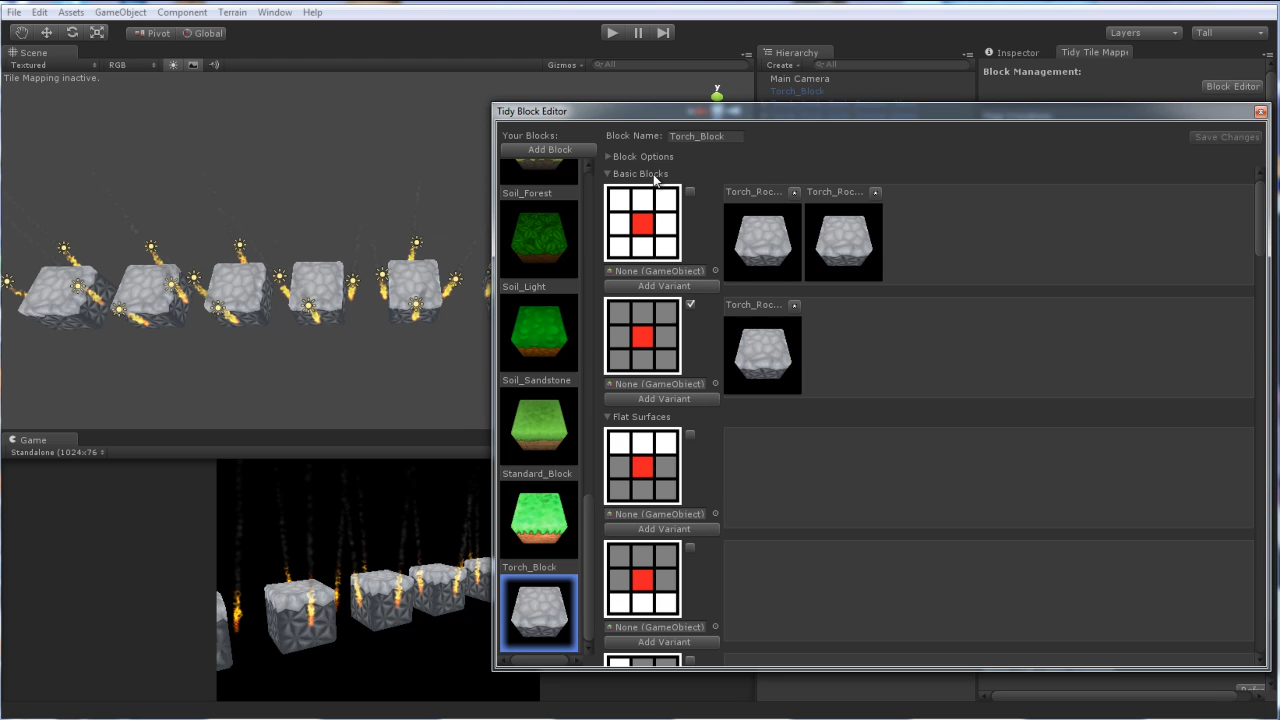 File Edit Assets GameObject Component Terrain Window Help
Pivot Global Layers Tall
Scene
Textured RGB Gizmos All
Tile Mapping inactive.
y
Hierarchy
Create All
Main Camera
Torch_Block
Inspector Tidy Tile Mapp
Block Management:
Block Editor
Tidy Block Editor
Your Blocks:
Add Block
Soil_Forest
Soil_Light
Soil_Sandstone
Standard_Block
Torch_Block
Block Name: Torch_Block
Save Changes
Block Options
Basic Blocks
Torch_Roc... Torch_Roc...
None (GameObject)
Add Variant
Torch_Roc...
None (GameObject)
Add Variant
Flat Surfaces
None (GameObject)
Add Variant
None (GameObject)
Add Variant
Game
Standalone (1024x76